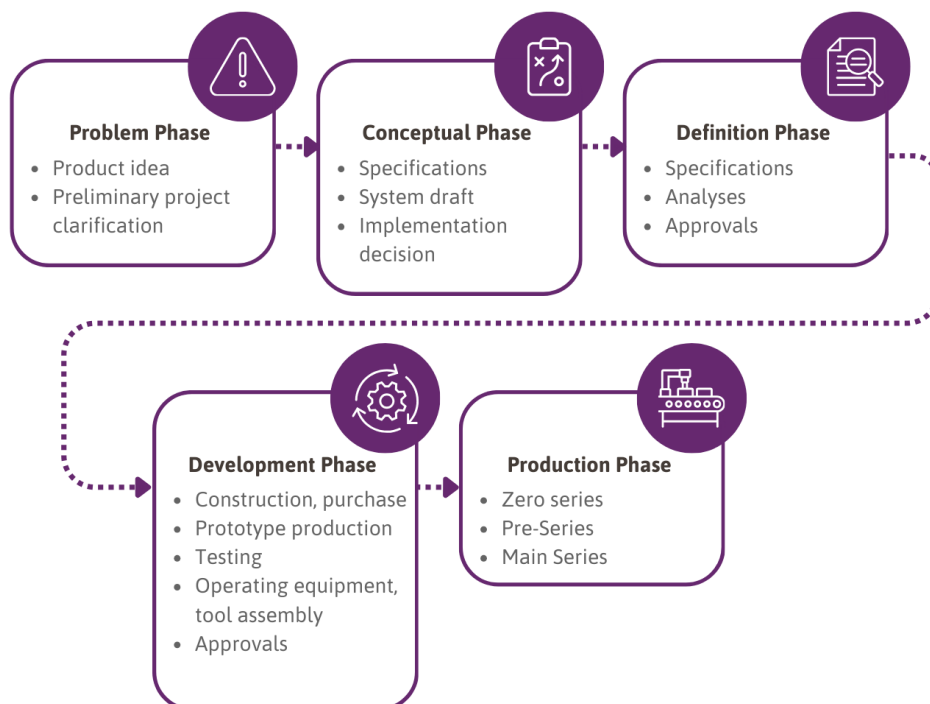 Problem Phase
• Product idea
• Preliminary project
clarification
Conceptual Phase
• Specifications
• System draft
• Implementation
decision
Definition Phase
• Specifications
• Analyses
• Approvals
Development Phase
• Construction, purchase
• Prototype production
• Testing
• Operating equipment,
tool assembly
• Approvals
Production Phase
• Zero series
• Pre-Series
• Main Series